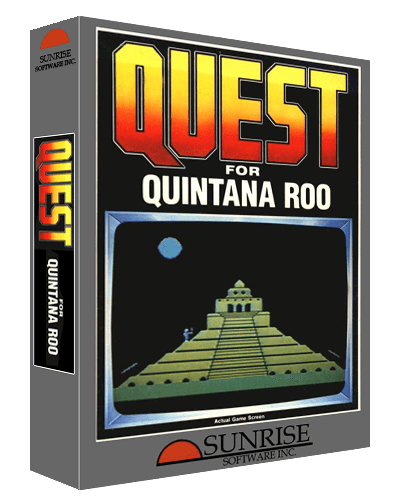 SUNRISE
SOFTWARE INC.
QUEST
FOR
QUINTANA ROO
QUEST
FOR
QUINTANA ROO
Actual Game Screen
SUNRISE
SOFTWARE INC.